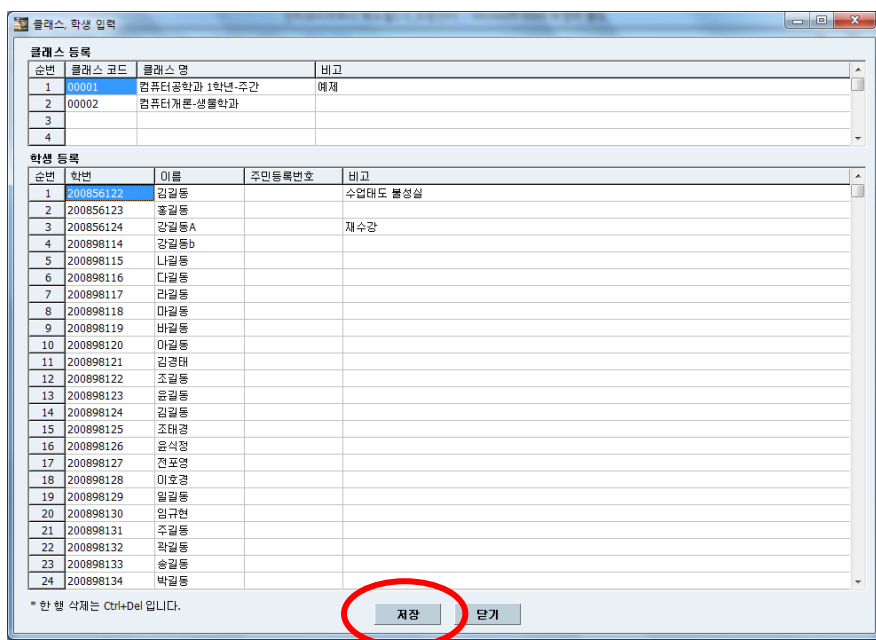 클래스, 학생 입력
클래스 등록
순번 클래스 코드 클래스 명 비고
1 00001 컴퓨터공학과 1학년-주간 예제
2 00002 컴퓨터개론-생물학과
3
4
학생 등록
순번 학번 이름 주민등록번호 비고
1 200856122 김길동 수업태도 불성실
2 200856123 홍길동
3 200856124 강길동A 재수강
4 200898114 강길동b
5 200898115 나길동
6 200898116 다길동
7 200898117 라길동
8 200898118 마길동
9 200898119 바길동
10 200898120 아길동
11 200898121 김경태
12 200898122 조길동
13 200898123 윤길동
14 200898124 김길동
15 200898125 조태경
16 200898126 윤식정
17 200898127 전포영
18 200898128 이호경
19 200898129 일길동
20 200898130 임규현
21 200898131 주길동
22 200898132 곽길동
23 200898133 송길동
24 200898134 박길동
* 한 행 삭제는 Ctrl+Del 입니다.
저장 닫기